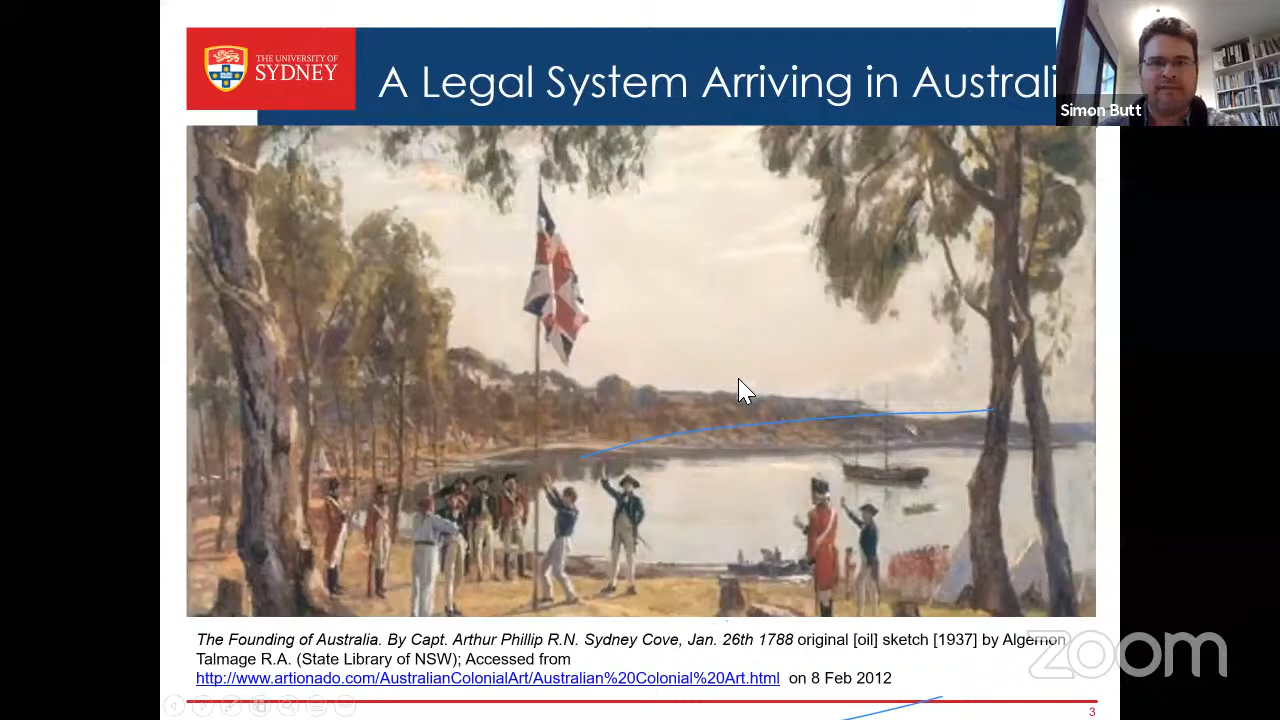 THE UNIVERSITY OF
SYDNEY
A Legal System Arriving in Australi
Simon Butt
The Founding of Australia. By Capt. Arthur Phillip R.N. Sydney Cove, Jan. 26th 1788 original [oil] sketch [1937] by Algernon
Talmage R.A. (State Library of NSW); Accessed from
http://www.artionado.com/AustralianColonialArt/Australian%20Colonial%20Art.html on 8 Feb 2012
zoom
3